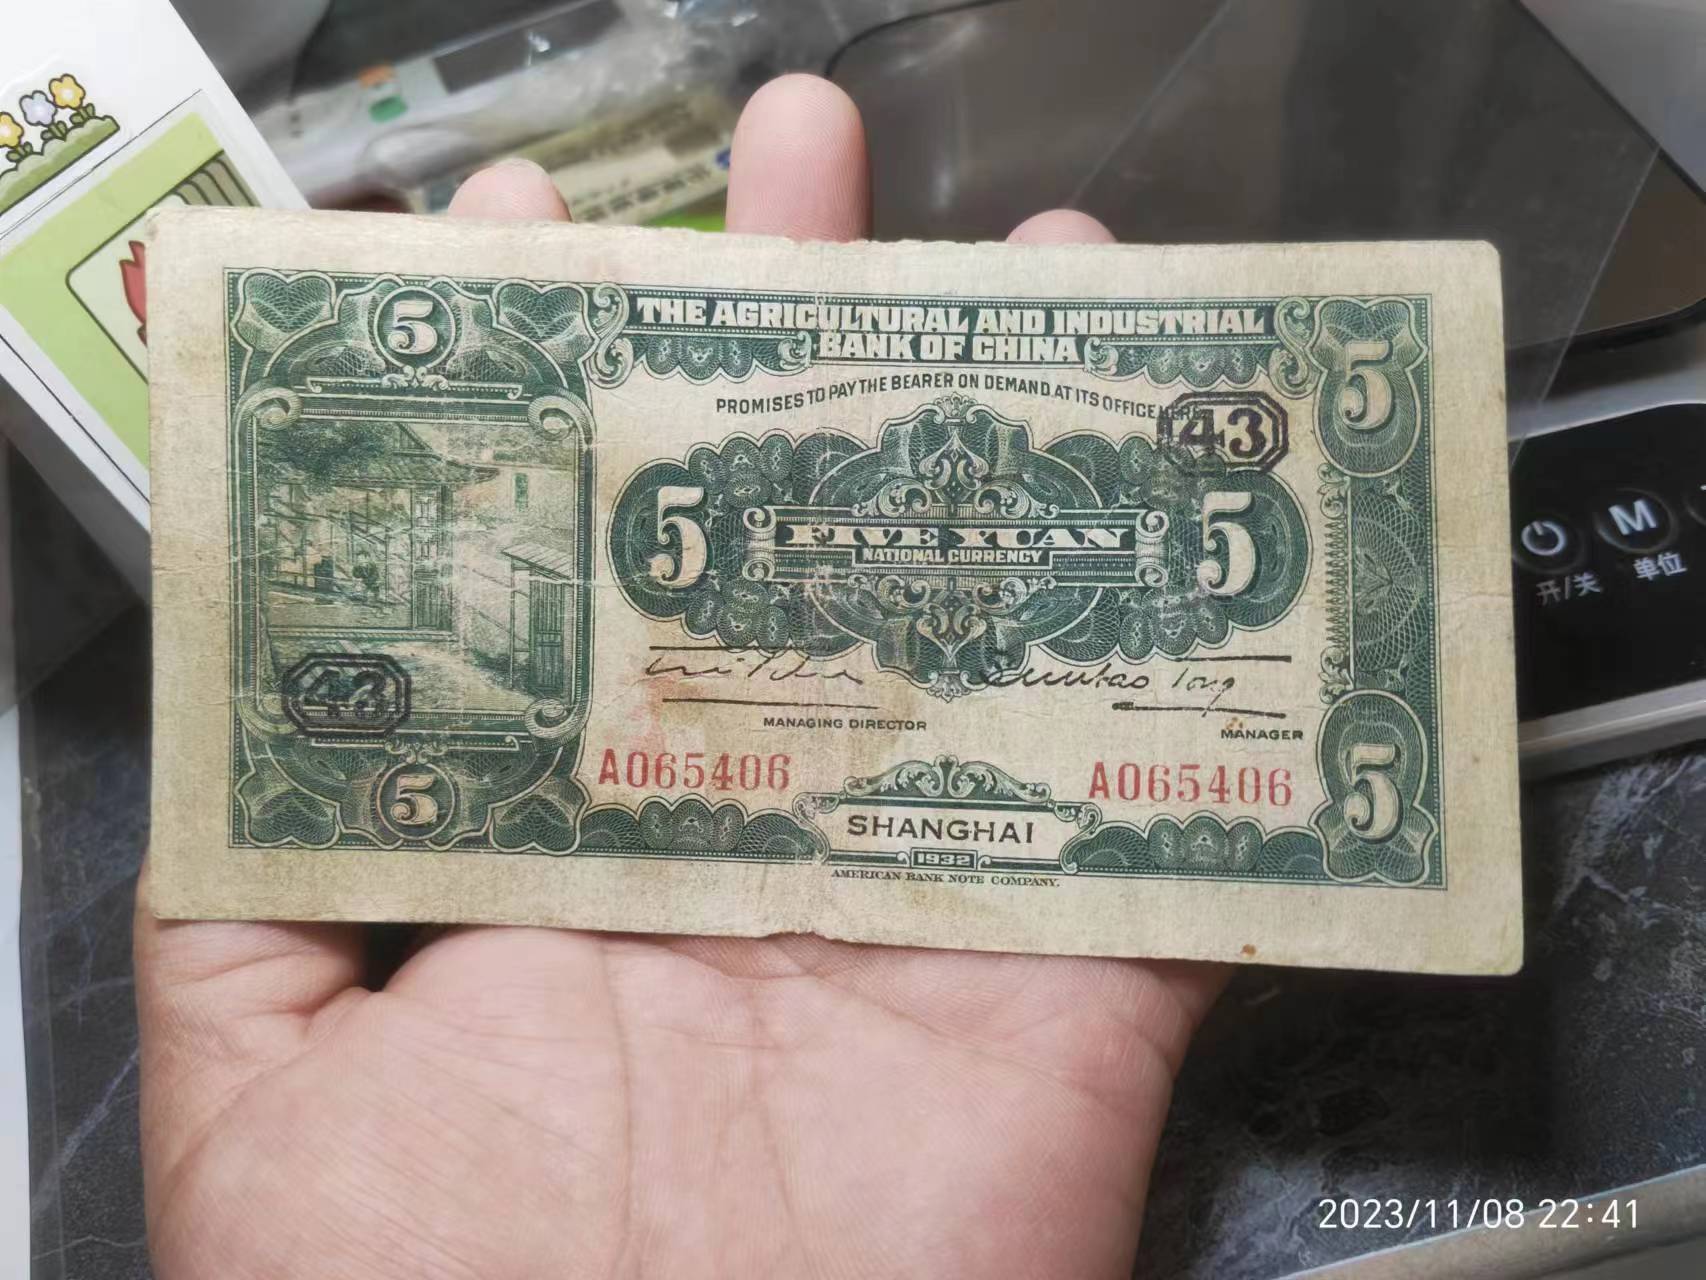 5
THE AGRICULTURAL AND INDUSTRIAL
BANK OF CHINA
5
PROMISES TO PAY THE BEARER ON DEMAND, AT ITS OFFICE HERE
43
5
FIVE YUAN
NATIONAL CURRENCY
5
M
开/关
单位
43
MANAGING DIRECTOR
MANAGER
5
A065406
A065406
5
SHANGHAI
1932
AMERICAN BANK NOTE COMPANY.
2023/11/08 22:41